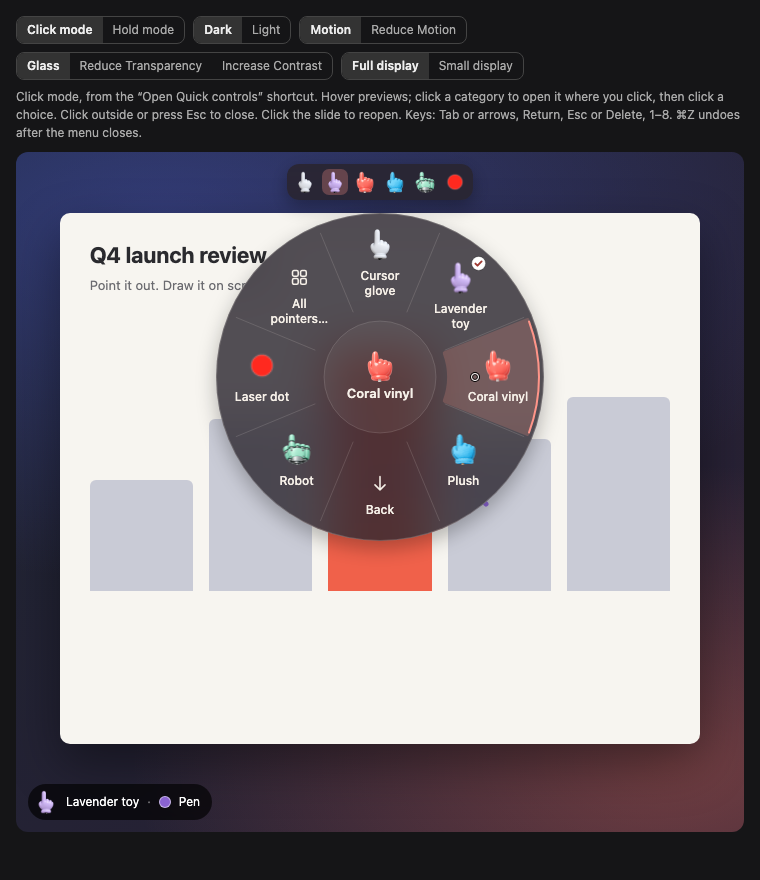 Click mode Hold mode Dark Light Motion Reduce Motion
Glass Reduce Transparency Increase Contrast Full display Small display
Click mode, from the “Open Quick controls” shortcut. Hover previews; click a category to open it where you click, then click a
choice. Click outside or press Esc to close. Click the slide to reopen. Keys: Tab or arrows, Return, Esc or Delete, 1–8. ⌘Z undoes
after the menu closes.
Q4 launch review
Point it out. Draw it on
Cursor
glove
Lavender
toy
All
pointers...
Coral vinyl
Coral vinyl
Laser dot
Robot
Plush
Back
Lavender toy · Pen